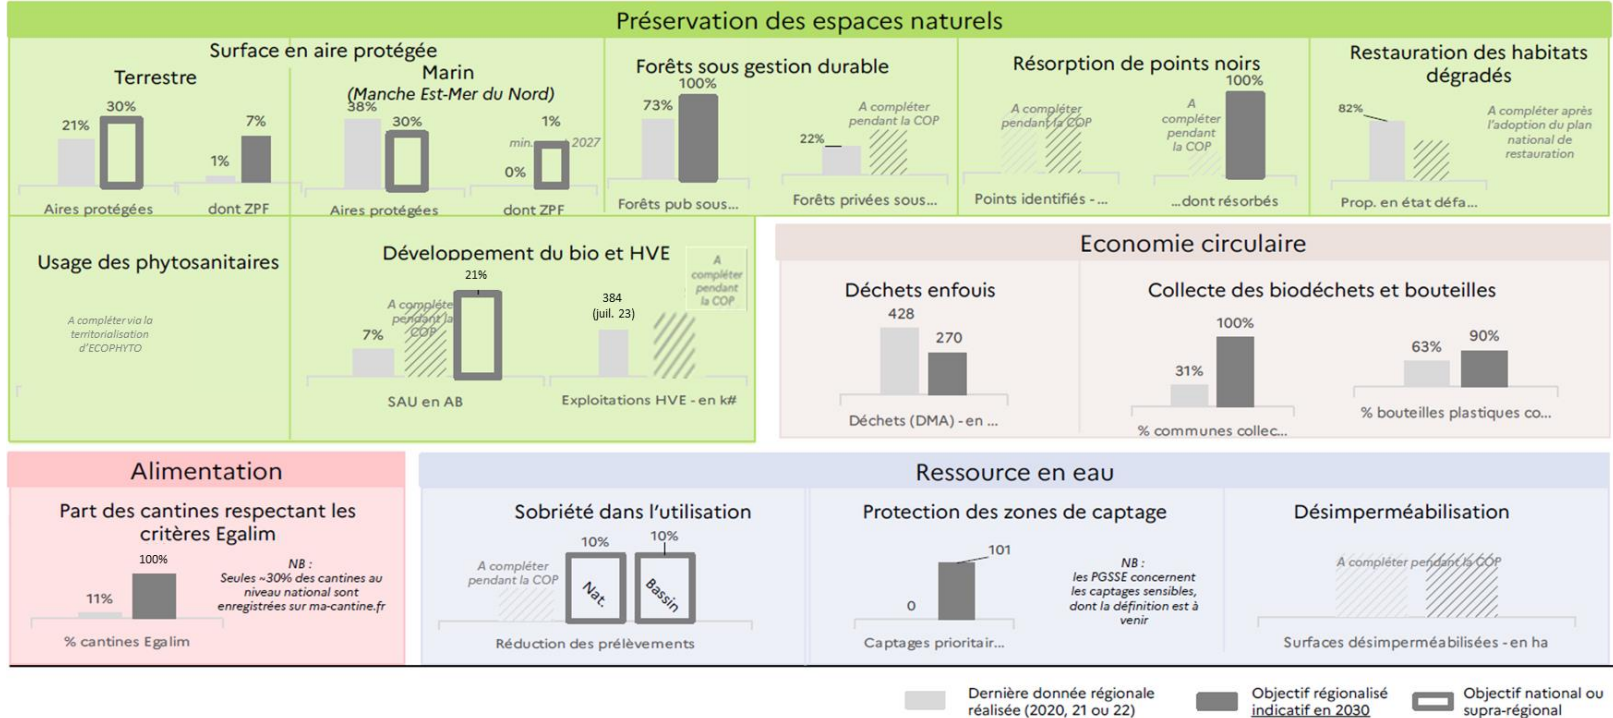 Préservation des espaces naturels
Surface en aire protégée
Terrestre
30%
21%
7%
1%
Aires protégées
dont ZPF
Marin
(Manche Est-Mer du Nord)
38%
30%
1%
min.
2027
0%
Aires protégées
dont ZPF
Forêts sous gestion durable
100%
73%
Forêts pub sous...
A compléter
pendant la COP
22%
Forêts privées sous...
Résorption de points noirs
A compléter
pendant la COP
Points identifiés - ...
100%
A
compléter
pendant
la COP
...dont résorbés
Restauration des habitats
dégradés
82%
Prop. en état défa...
A compléter après
l'adoption du plan
national de
restauration
Usage des phytosanitaires
A compléter via la
territorialisation
d'ECOPHYTO
Développement du bio et HVE
21%
A compléter
pendant la
COP
7%
SAU en AB
384
(juil. 23)
A
compléter
pendant
la COP
Exploitations HVE - en k#
Economie circulaire
Déchets enfouis
428
270
Déchets (DMA) - en ...
Collecte des biodéchets et bouteilles
100%
31%
% communes collec...
90%
63%
% bouteilles plastiques co...
Alimentation
Part des cantines respectant les
critères Egalim
100%
11%
% cantines Egalim
NB :
Seules ~30% des cantines au
niveau national sont
enregistrées sur ma-cantine.fr
Ressource en eau
Sobriété dans l'utilisation
A compléter
pendant la COP
10%
Nat.
10%
Bassin
Réduction des prélèvements
Protection des zones de captage
101
0
Captages prioritair...
NB :
les PGSSE concernent
les captages sensibles,
dont la définition est à
venir
Désimperméabilisation
A compléter pendant la COP
Surfaces désimperméabilisées - en ha
Dernière donnée régionale
réalisée (2020, 21 ou 22)
Objectif régionalisé
indicatif en 2030
Objectif national ou
supra-régional